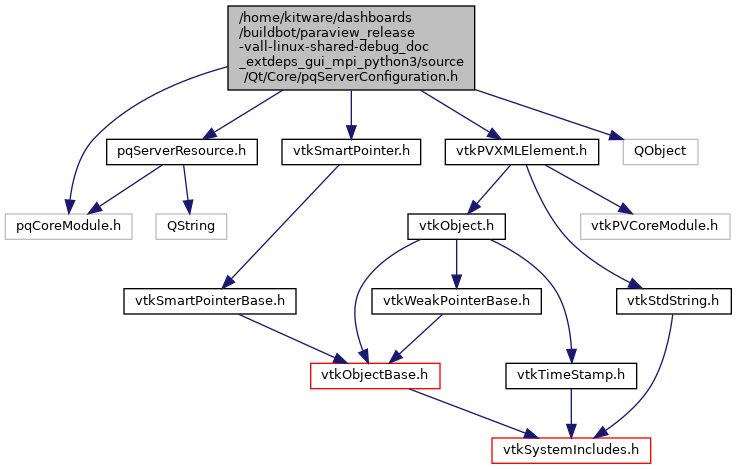 /home/kitware/dashboards
/buildbot/paraview_release
-vall-linux-shared-debug_doc
_extdeps_gui_mpi_python3/source
/Qt/Core/pqServerConfiguration.h
pqServerResource.h
vtkSmartPointer.h
vtkPVXMLElement.h
QObject
pqCoreModule.h
QString
vtkObject.h
vtkPVCoreModule.h
vtkSmartPointerBase.h
vtkWeakPointerBase.h
vtkStdString.h
vtkObjectBase.h
vtkTimeStamp.h
vtkSystemIncludes.h